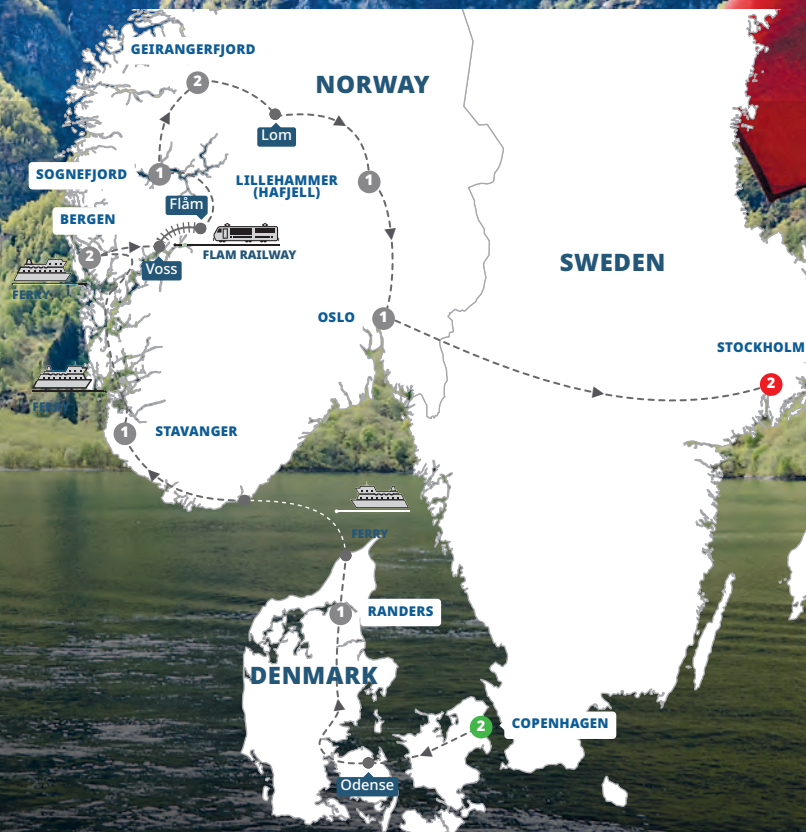 GEIRANGERFJORD
2
NORWAY
Lom
SOGNEFJORD
1
LILLEHAMMER
(HAFJELL)
1
Flåm
BERGEN
2
FLAM RAILWAY
Voss
SWEDEN
FERRY
OSLO
1
STOCKHOLM
2
FERRY
1
STAVANGER
FERRY
1
RANDERS
DENMARK
2
COPENHAGEN
Odense